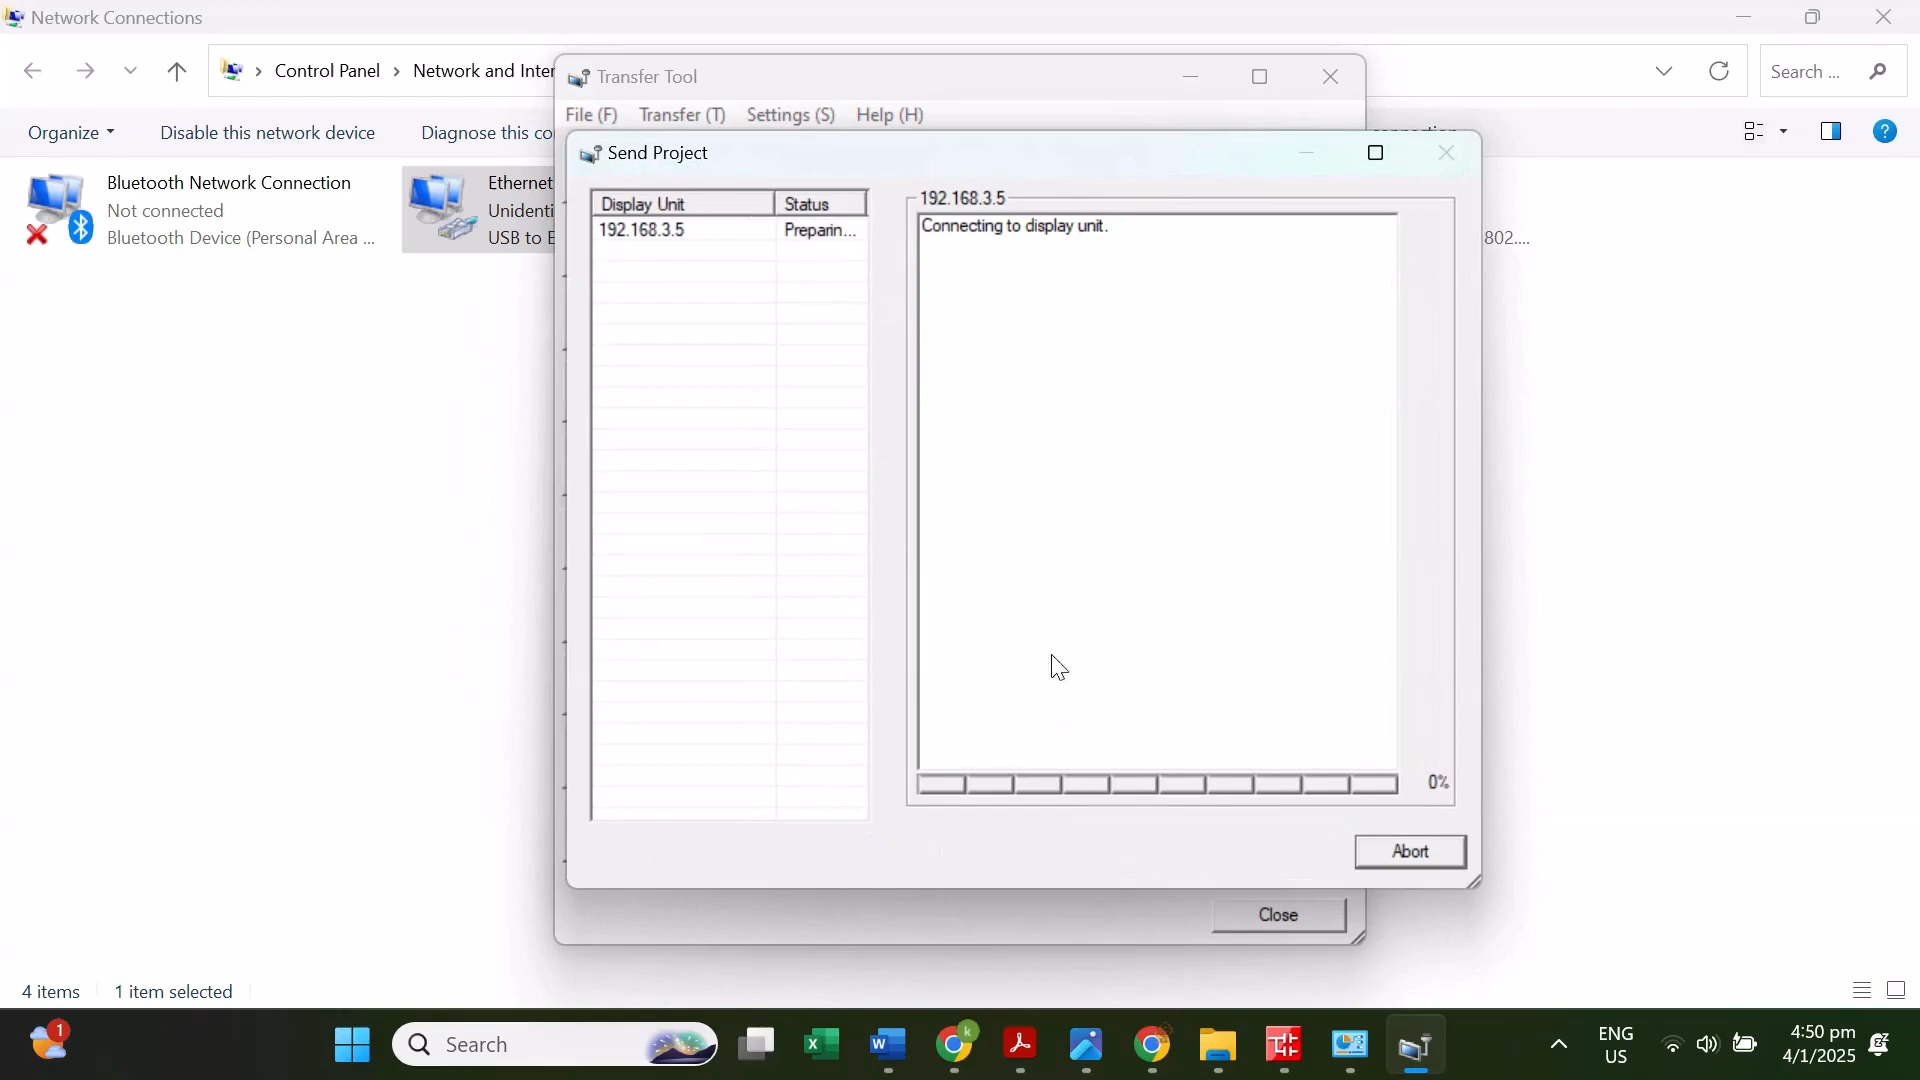 Network Connections
Control Panel > Network and Inter
Search ...
Organize
Disable this network device
Diagnose this co
Bluetooth Network Connection
Not connected
Bluetooth Device (Personal Area ...
Ethernet
Unidenti
USB to E
Transfer Tool
File (F) Transfer (T) Settings (S) Help (H)
Send Project
Display Unit Status
192.168.3.5 Preparin...
192.168.3.5
Connecting to display unit.
0%
Abort
Close
connection
802....
4 items 1 item selected
1
Search
ENG
US
4:50 pm
4/1/2025